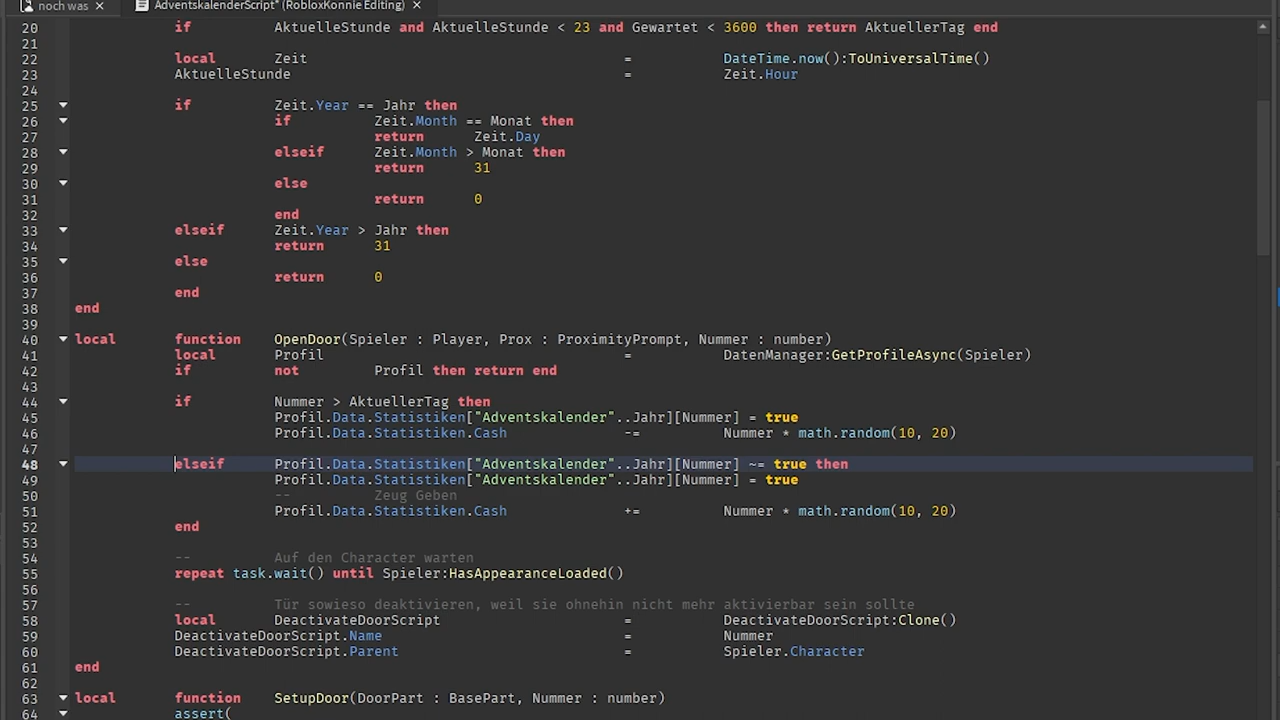 noch was × AdventskalenderScript* (RobloxKonnie Editing) ×
20 if AktuelleStunde and AktuelleStunde < 23 and Gewartet < 3600 then return AktuellerTag end
21
22 local Zeit = DateTime.now():ToUniversalTime()
23 AktuelleStunde = Zeit.Hour
24
25 if Zeit.Year == Jahr then
26 if Zeit.Month == Monat then
27 return Zeit.Day
28 elseif Zeit.Month > Monat then
29 return 31
30 else
31 return 0
32 end
33 elseif Zeit.Year > Jahr then
34 return 31
35 else
36 return 0
37 end
38 end
39
40 local function OpenDoor(Spieler : Player, Prox : ProximityPrompt, Nummer : number)
41 local Profil = DatenManager:GetProfileAsync(Spieler)
42 if not Profil then return end
43
44 if Nummer > AktuellerTag then
45 Profil.Data.Statistiken["Adventskalender"..Jahr][Nummer] = true
46 Profil.Data.Statistiken.Cash -= Nummer * math.random(10, 20)
47
48 elseif Profil.Data.Statistiken["Adventskalender"..Jahr][Nummer] ~= true then
49 Profil.Data.Statistiken["Adventskalender"..Jahr][Nummer] = true
50 -- Zeug Geben
51 Profil.Data.Statistiken.Cash += Nummer * math.random(10, 20)
52 end
53
54 -- Auf den Character warten
55 repeat task.wait() until Spieler:HasAppearanceLoaded()
56
57 -- Tür sowieso deaktivieren, weil sie ohnehin nicht mehr aktivierbar sein sollte
58 local DeactivateDoorScript = DeactivateDoorScript:Clone()
59 DeactivateDoorScript.Name = Nummer
60 DeactivateDoorScript.Parent = Spieler.Character
61 end
62
63 local function SetupDoor(DoorPart : BasePart, Nummer : number)
64 assert(